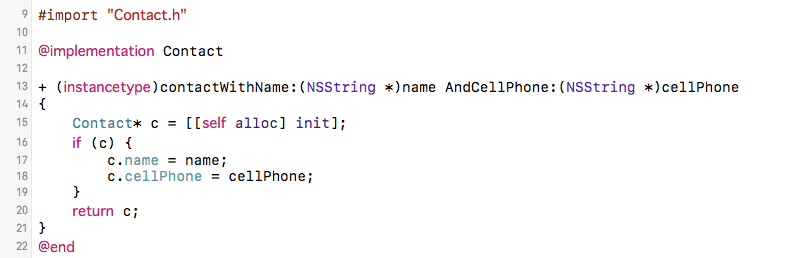 9 #import "Contact.h"
10
11 @implementation Contact
12
13 + (instancetype)contactWithName:(NSString *)name AndCellPhone:(NSString *)cellPhone
14 {
15     Contact* c = [[self alloc] init];
16     if (c) {
17         c.name = name;
18         c.cellPhone = cellPhone;
19     }
20     return c;
21 }
22 @end